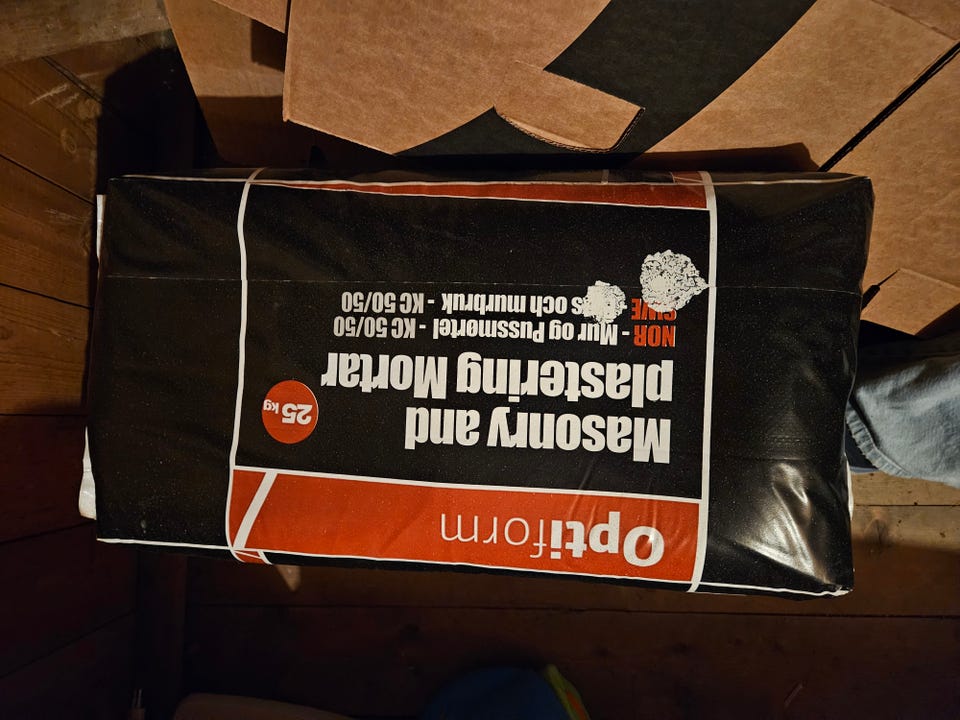 Optiform
Masonry and
plastering Mortar
25 kg
NOR - Mur og Pussmørtel - KC 50/50
och murbruk - KC 50/50